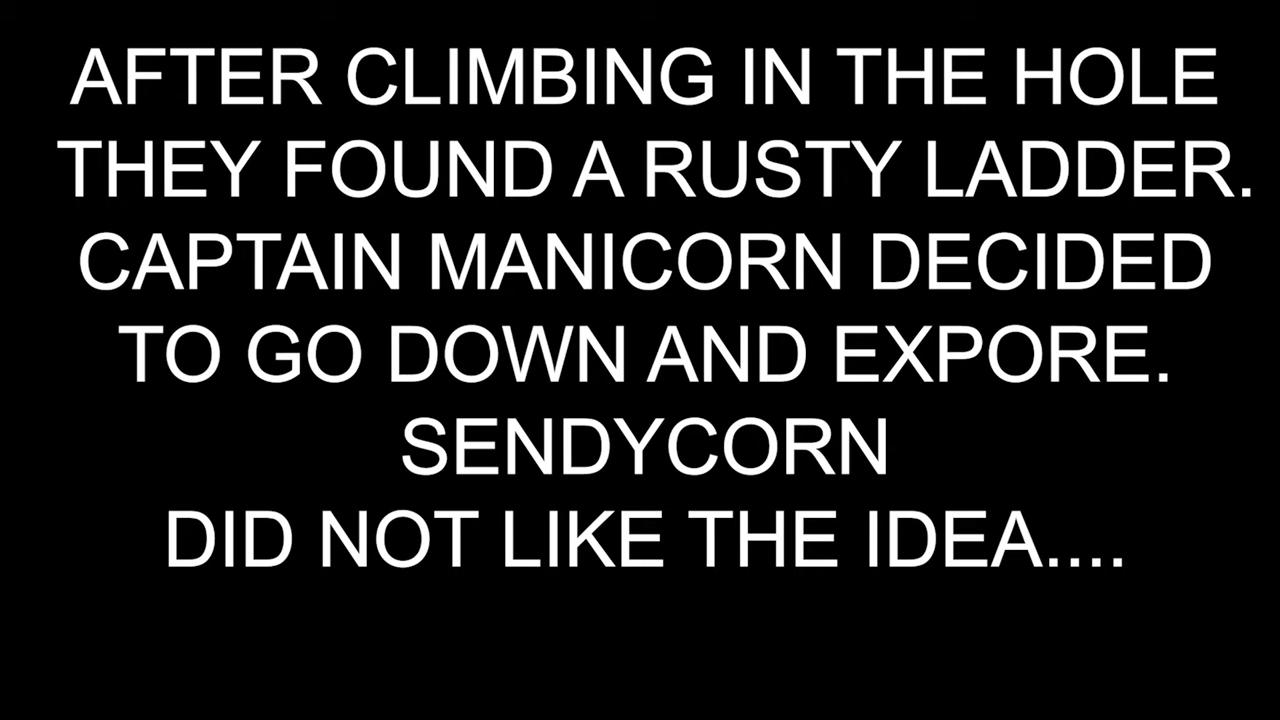 AFTER CLIMBING IN THE HOLE
THEY FOUND A RUSTY LADDER.
CAPTAIN MANICORN DECIDED
TO GO DOWN AND EXPORE.
SENDYCORN
DID NOT LIKE THE IDEA....